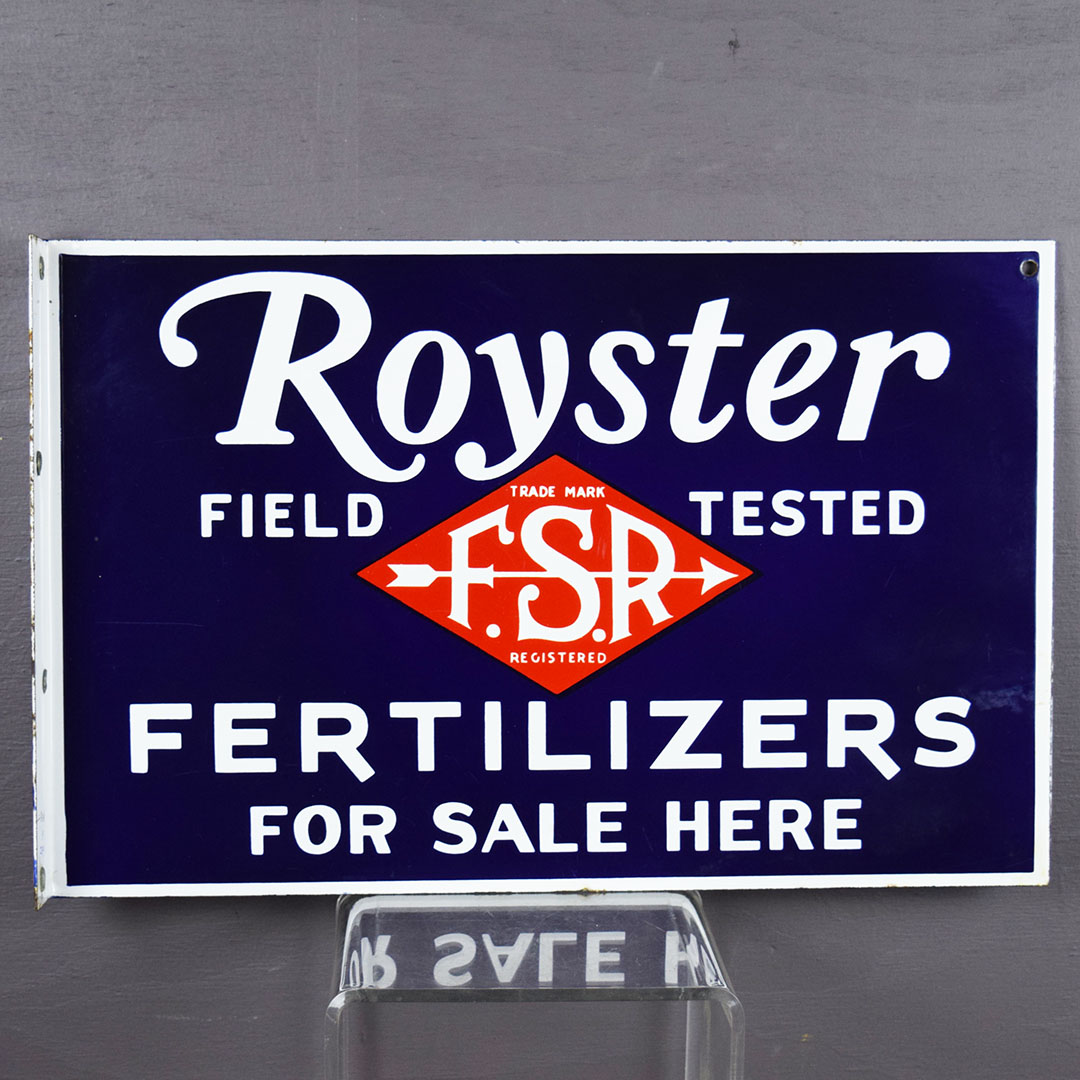 Royster
FIELD TESTED
TRADE MARK
F.S.R
REGISTERED
FERTILIZERS
FOR SALE HERE